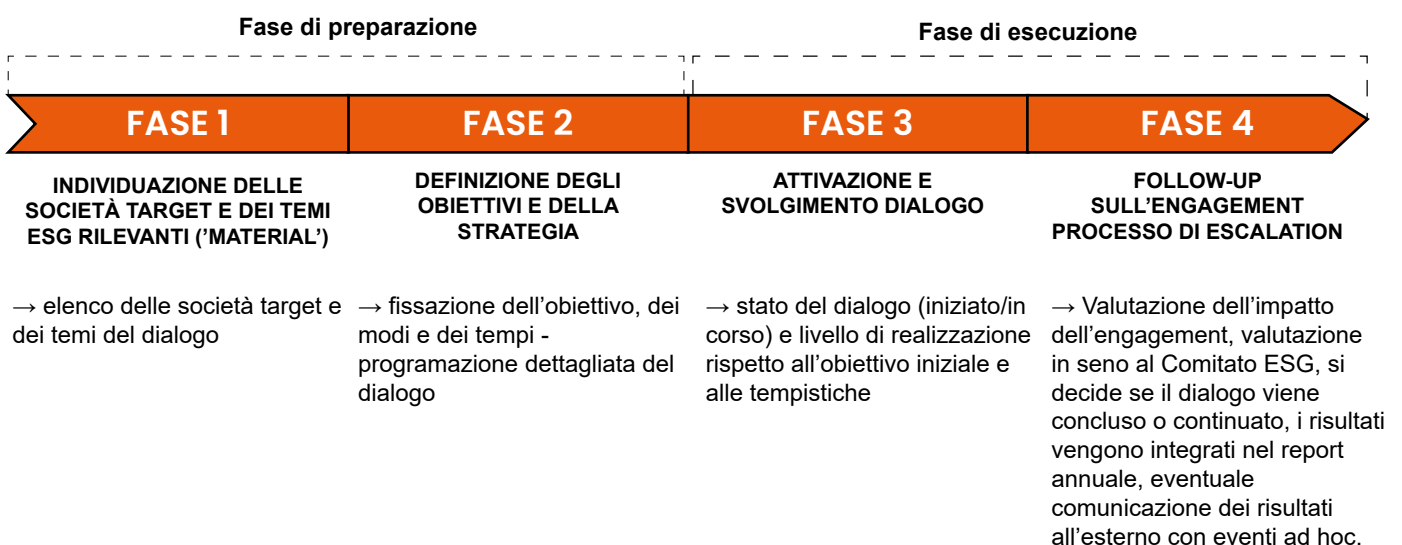 Fase di preparazione
Fase di esecuzione
FASE 1
FASE 2
FASE 3
FASE 4
INDIVIDUAZIONE DELLE
SOCIETÀ TARGET E DEI TEMI
ESG RILEVANTI ('MATERIAL')
DEFINIZIONE DEGLI
OBIETTIVI E DELLA
STRATEGIA
ATTIVAZIONE E
SVOLGIMENTO DIALOGO
FOLLOW-UP
SULL'ENGAGEMENT
PROCESSO DI ESCALATION
→ elenco delle società target e
dei temi del dialogo
→ fissazione dell'obiettivo, dei
modi e dei tempi -
programazione dettagliata del
dialogo
→ stato del dialogo (iniziato/in
corso) e livello di realizzazione
rispetto all'obiettivo iniziale e
alle tempistiche
→ Valutazione dell'impatto
dell'engagement, valutazione
in seno al Comitato ESG, si
decide se il dialogo viene
concluso o continuato, i risultati
vengono integrati nel report
annuale, eventuale
comunicazione dei risultati
all'esterno con eventi ad hoc.